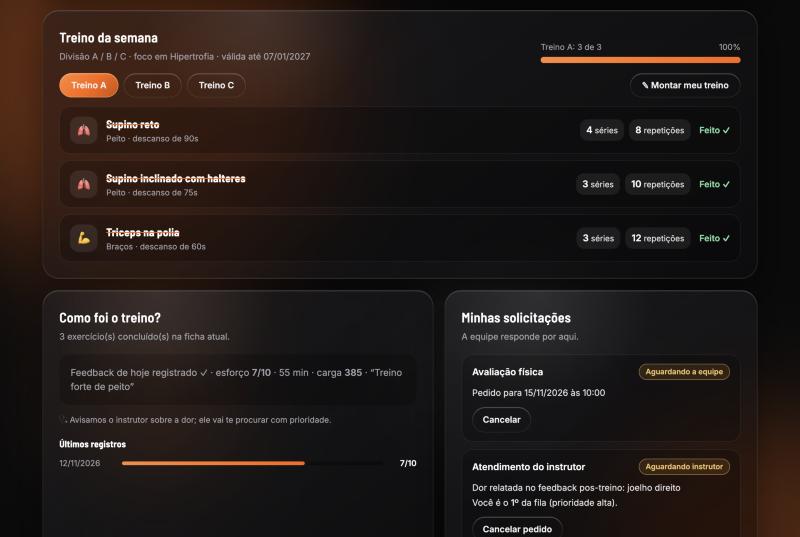 Treino da semana
Divisão A / B / C · foco em Hipertrofia · válida até 07/01/2027
Treino A: 3 de 3 100%
Treino A Treino B Treino C
✎ Montar meu treino
Supino reto
Peito · descanso de 90s
4 séries 8 repetições Feito ✓
Supino inclinado com halteres
Peito · descanso de 75s
3 séries 10 repetições Feito ✓
Tríceps na polia
Braços · descanso de 60s
3 séries 12 repetições Feito ✓
Como foi o treino?
3 exercício(s) concluído(s) na ficha atual.
Feedback de hoje registrado ✓ · esforço 7/10 · 55 min · carga 385 · “Treino
forte de peito”
Avisamos o instrutor sobre a dor; ele vai te procurar com prioridade.
Últimos registros
12/11/2026 7/10
Minhas solicitações
A equipe responde por aqui.
Avaliação física Aguardando a equipe
Pedido para 15/11/2026 às 10:00
Cancelar
Atendimento do instrutor Aguardando instrutor
Dor relatada no feedback pos-treino: joelho direito
Você é o 1º da fila (prioridade alta).
Cancelar pedido